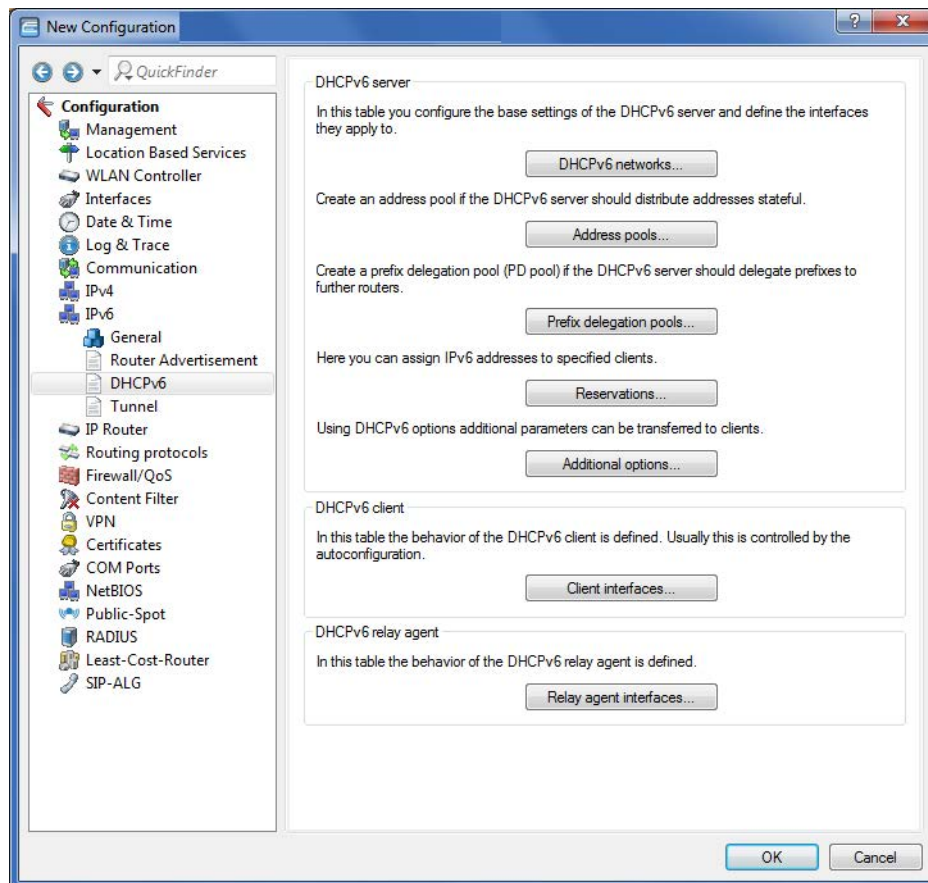 New Configuration
?
QuickFinder
Configuration
Management
Location Based Services
WLAN Controller
Interfaces
Date & Time
Log & Trace
Communication
IPv4
IPv6
General
Router Advertisement
DHCPv6
Tunnel
IP Router
Routing protocols
Firewall/QoS
Content Filter
VPN
Certificates
COM Ports
NetBIOS
Public-Spot
RADIUS
Least-Cost-Router
SIP-ALG
DHCPv6 server
In this table you configure the base settings of the DHCPv6 server and define the interfaces
they apply to.
DHCPv6 networks...
Create an address pool if the DHCPv6 server should distribute addresses stateful.
Address pools...
Create a prefix delegation pool (PD pool) if the DHCPv6 server should delegate prefixes to
further routers.
Prefix delegation pools...
Here you can assign IPv6 addresses to specified clients.
Reservations...
Using DHCPv6 options additional parameters can be transferred to clients.
Additional options...
DHCPv6 client
In this table the behavior of the DHCPv6 client is defined. Usually this is controlled by the
autoconfiguration.
Client interfaces...
DHCPv6 relay agent
In this table the behavior of the DHCPv6 relay agent is defined.
Relay agent interfaces...
OK
Cancel